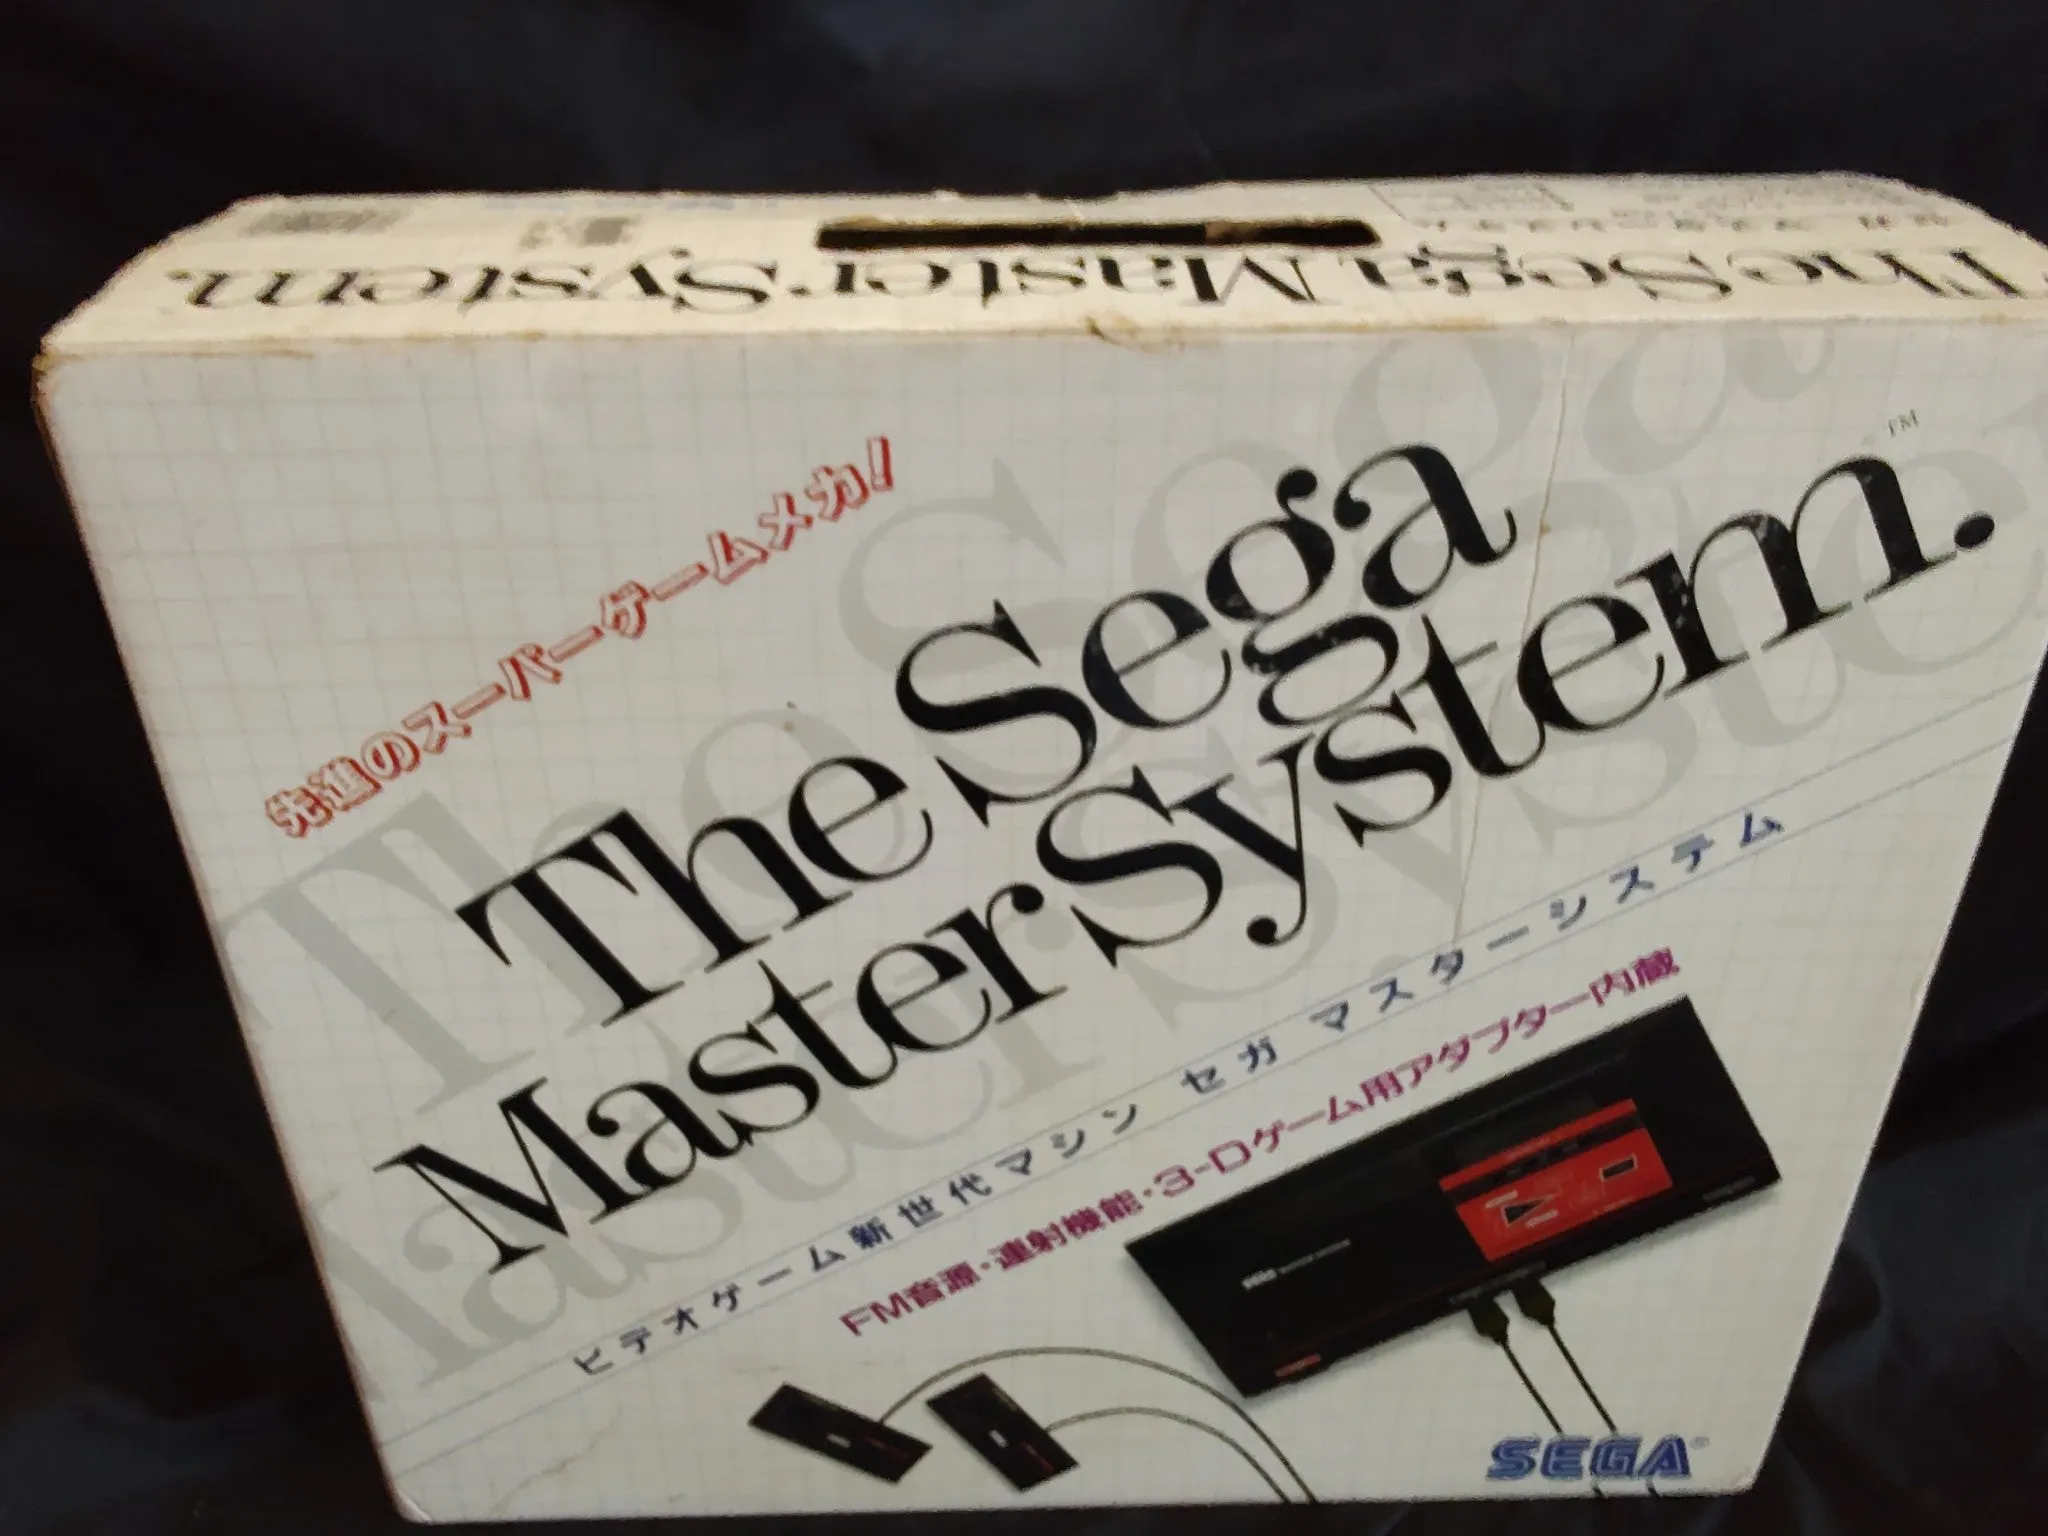 The Sega Master System.
先進のスーパーゲームメカ!
The Sega
Master System.
TM
ビデオゲーム新世代マシン セガ マスターシステム
FM音源・連射機能・3-Dゲーム用アダプター内蔵
SEGA